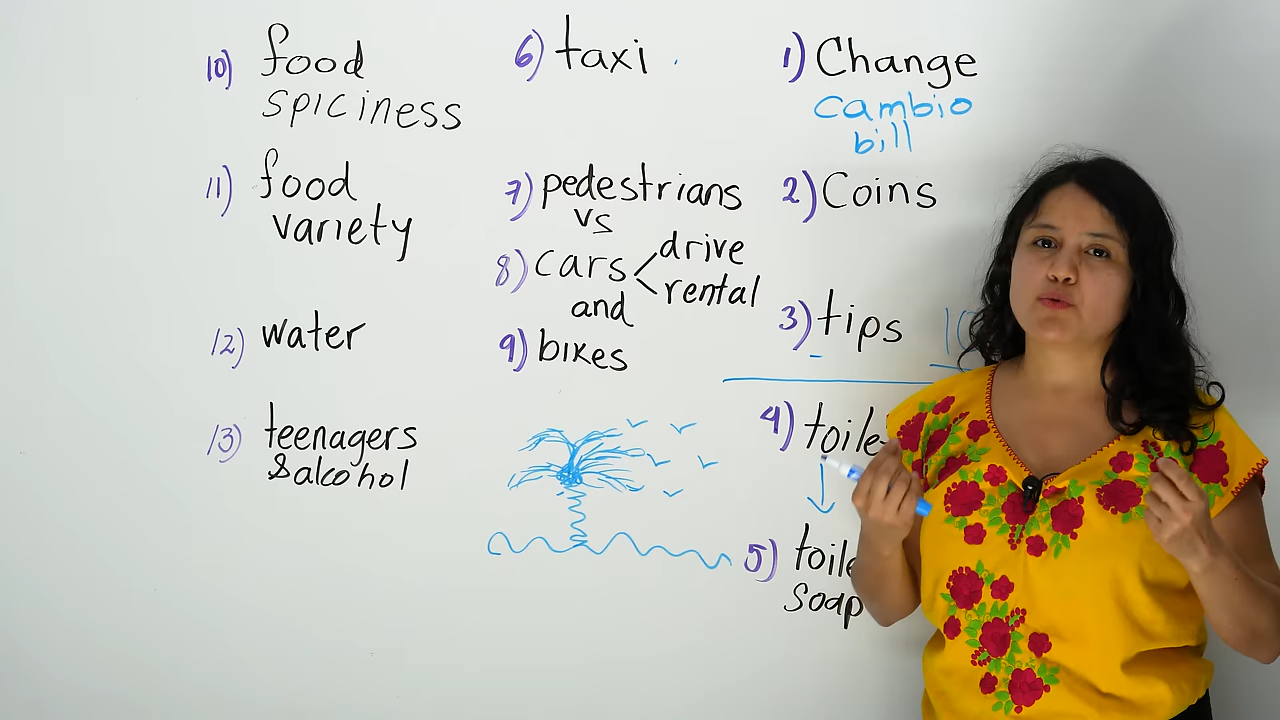 10) food
spiciness
11) food
variety
12) water
13) teenagers
& alcohol
6) taxi
7) pedestrians
vs
8) cars < drive
rental
and
9) bikes
1) Change
cambio
bill
2) Coins
3) tips
4)
5)
soap